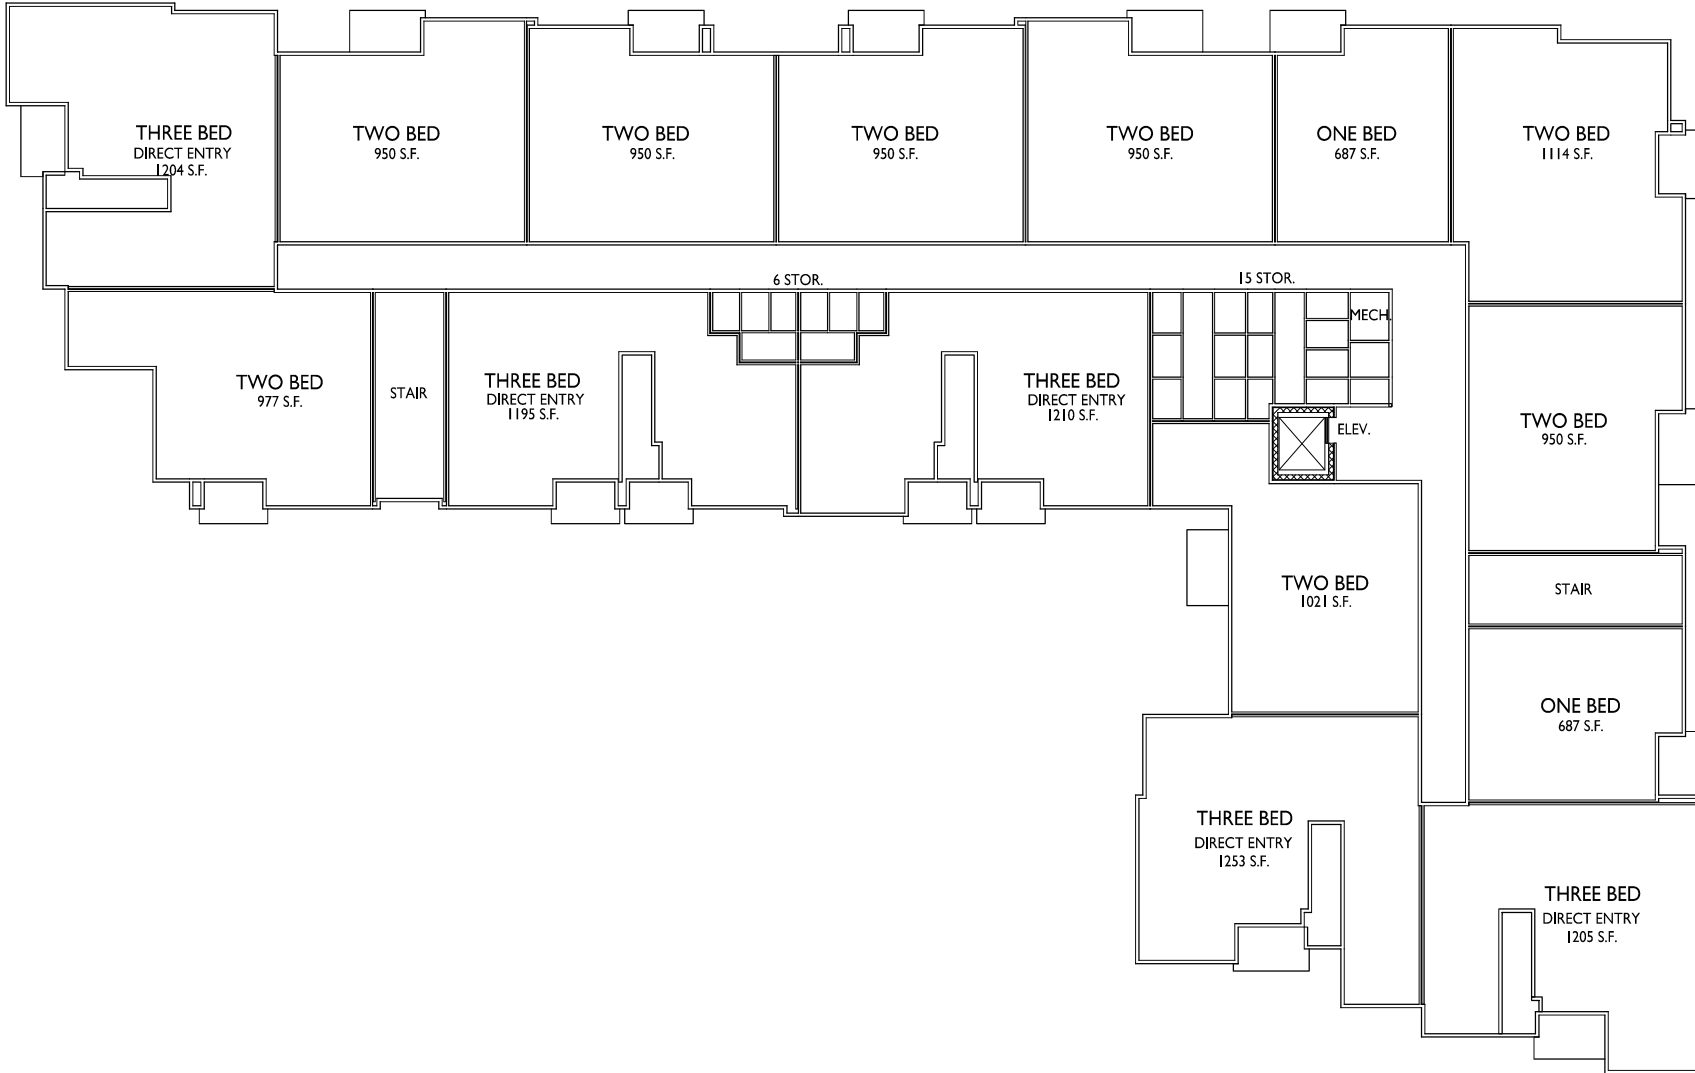 THREE BED
DIRECT ENTRY
1204 S.F.
TWO BED
950 S.F.
TWO BED
950 S.F.
TWO BED
950 S.F.
TWO BED
950 S.F.
ONE BED
687 S.F.
TWO BED
1114 S.F.
6 STOR.
15 STOR.
MECH.
TWO BED
977 S.F.
STAIR
THREE BED
DIRECT ENTRY
1195 S.F.
THREE BED
DIRECT ENTRY
1210 S.F.
ELEV.
TWO BED
950 S.F.
TWO BED
1021 S.F.
STAIR
ONE BED
687 S.F.
THREE BED
DIRECT ENTRY
1253 S.F.
THREE BED
DIRECT ENTRY
1205 S.F.